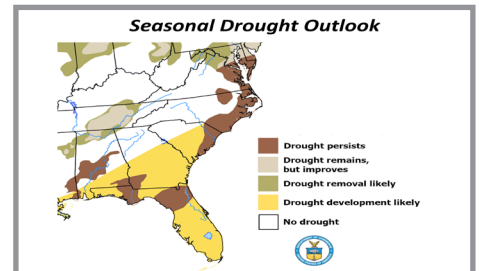 Seasonal Drought Outlook
Drought persists
Drought remains,
but improves
Drought removal likely
Drought development likely
No drought